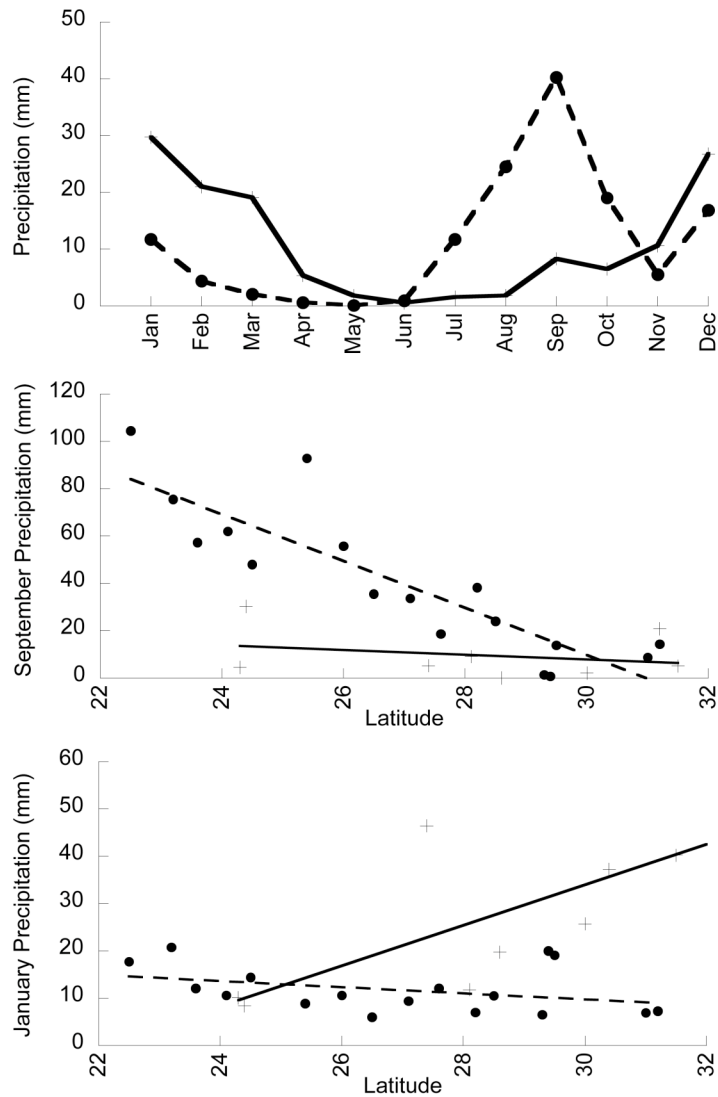 Precipitation (mm)
50
40
30
20
10
0
Jan Feb Mar Apr May Jun Jul Aug Sep Oct Nov Dec
September Precipitation (mm)
120
100
80
60
40
20
0
22 24 26 28 30 32
Latitude
January Precipitation (mm)
60
50
40
30
20
10
0
22 24 26 28 30 32
Latitude